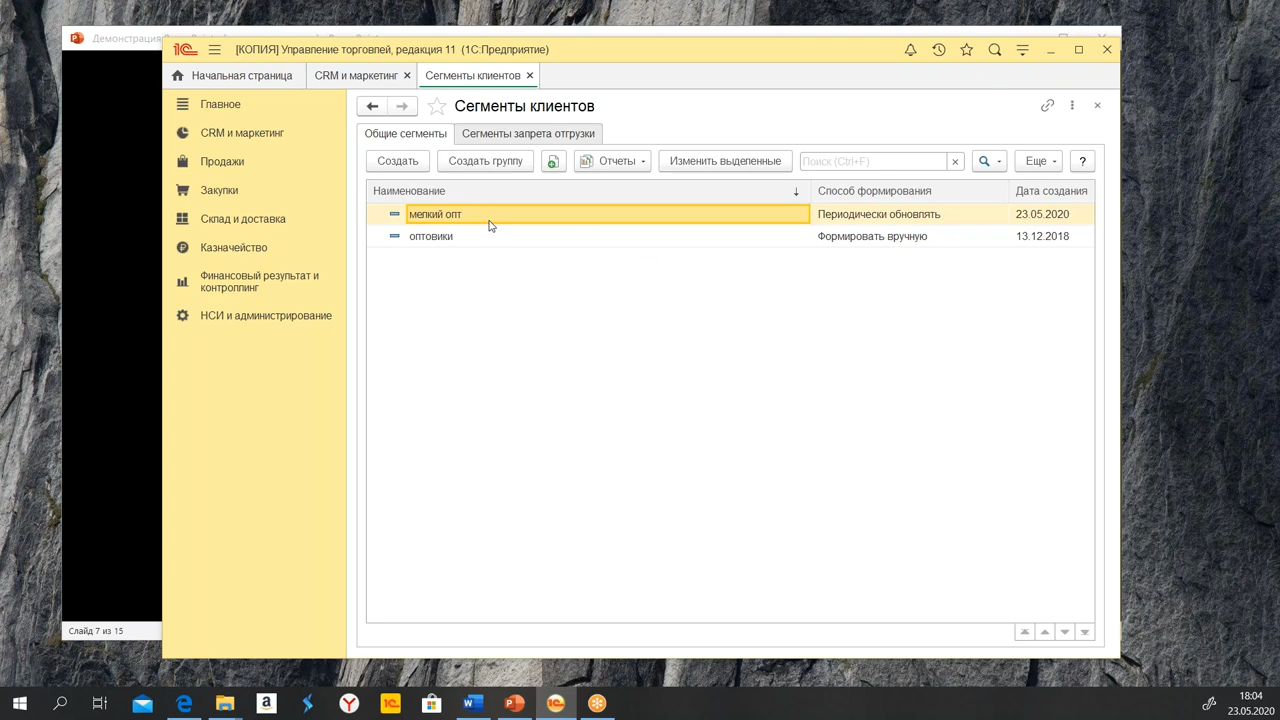 Демонстрация
[КОПИЯ] Управление торговлей, редакция 11 (1С:Предприятие)
Начальная страница
CRM и маркетинг
Сегменты клиентов
Главное
CRM и маркетинг
Продажи
Закупки
Склад и доставка
Казначейство
Финансовый результат и
контроллинг
НСИ и администрирование
Сегменты клиентов
Общие сегменты
Сегменты запрета отгрузки
Создать
Создать группу
Отчеты
Изменить выделенные
Поиск (Ctrl+F)
Еще
?
Наименование
Способ формирования
Дата создания
мелкий опт
Периодически обновлять
23.05.2020
оптовики
Формировать вручную
13.12.2018
Слайд 7 из 15
18:04
23.05.2020